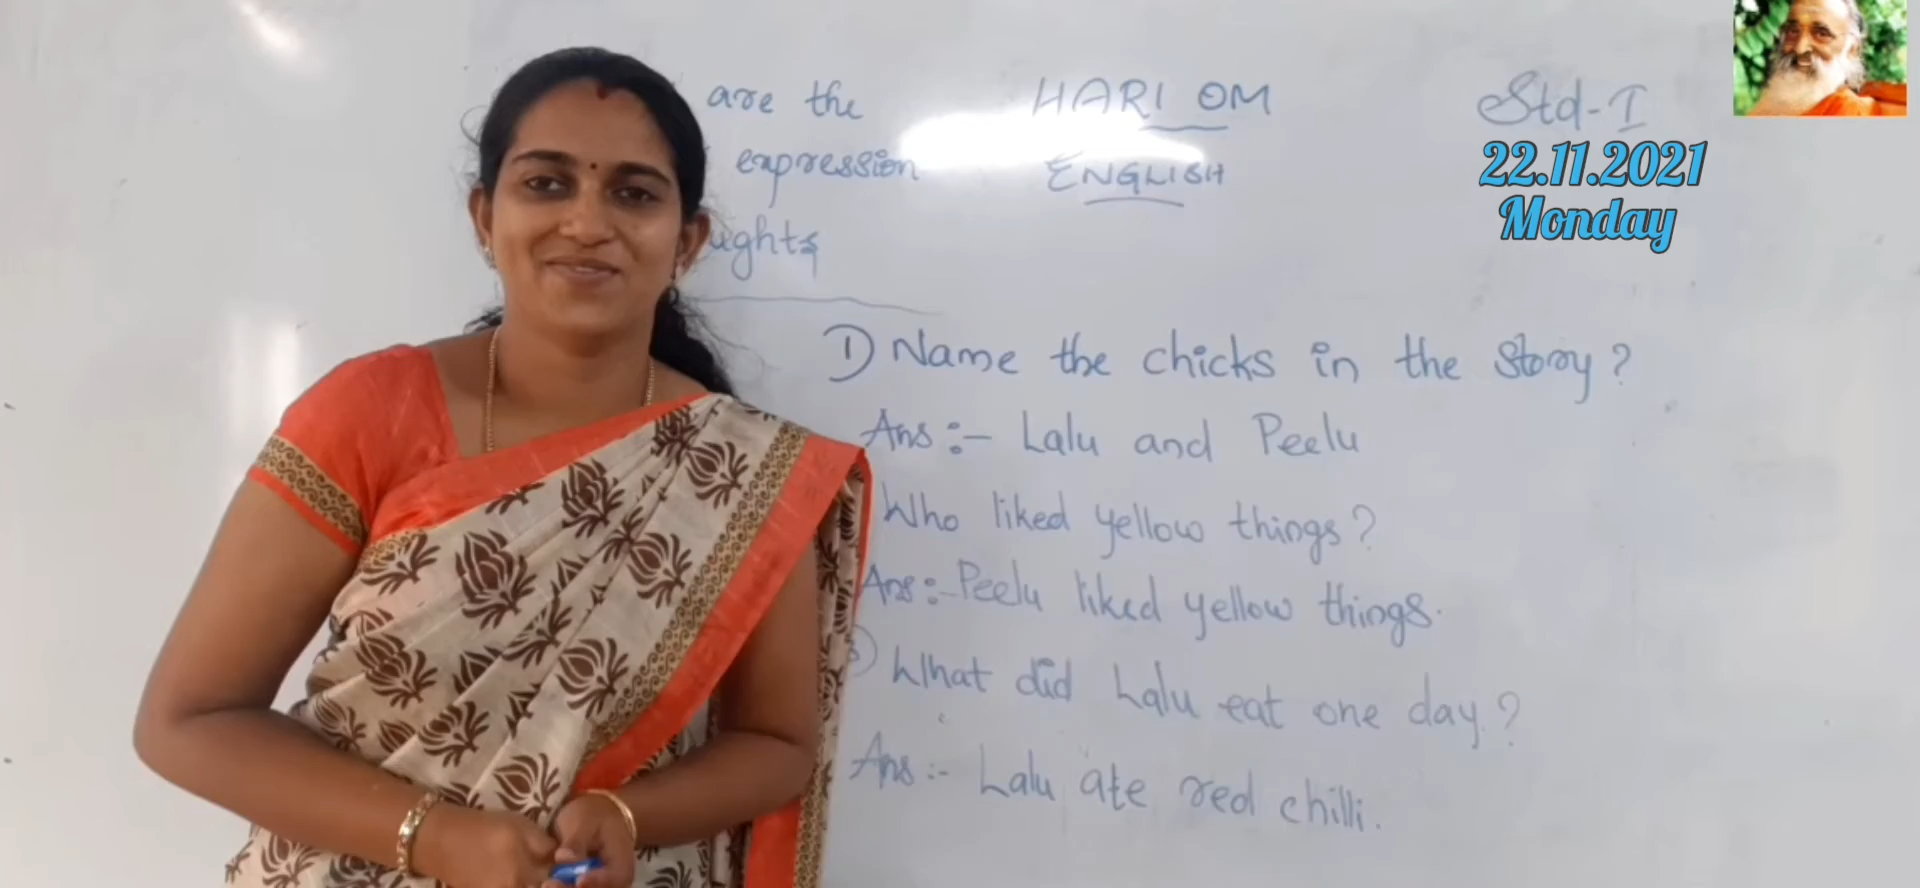 are the
expression
ughts
HARI OM
ENGLISH
Std-I
22.11.2021
Monday
1) Name the chicks in the story?
Ans:- Lalu and Peelu
Who liked yellow things?
Ans:- Peelu liked yellow things.
3) What did Lalu eat one day?
Ans:- Lalu ate red chilli.